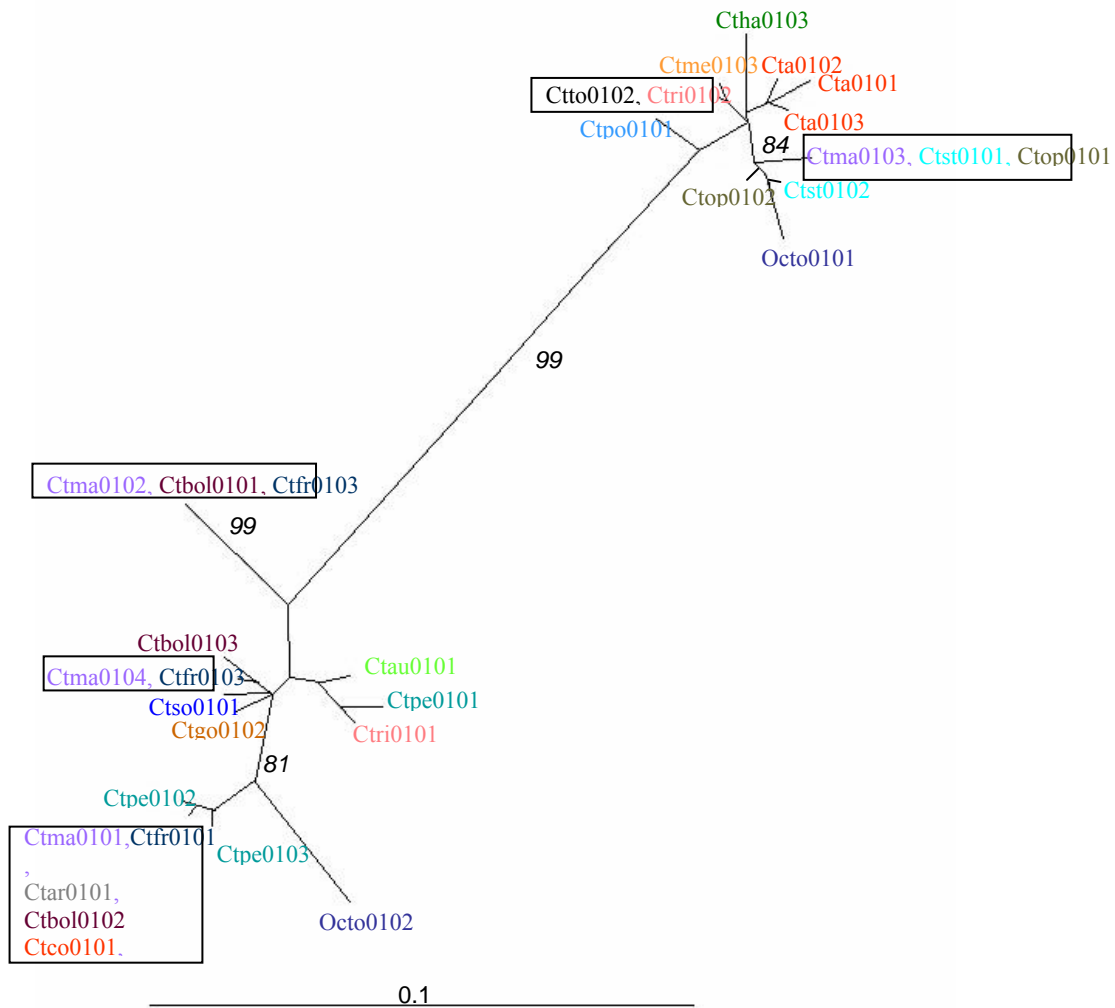 Ctha0103
Ctme0103
Cta0102
Cta0101
Ctto0102, Ctri0102
Cta0103
Ctpo0101
84
Ctma0103, Ctst0101, Ctop0101
Ctop0102
Ctst0102
Octo0101
99
Ctma0102, Ctbol0101, Ctfr0103
99
Ctbol0103
Ctma0104, Ctfr0103
Ctau0101
Ctso0101
Ctpe0101
Ctgo0102
Ctri0101
81
Ctpe0102
Ctma0101,Ctfr0101
,
Ctpe0103
Ctar0101,
Ctbol0102
Ctco0101,
Octo0102
0.1